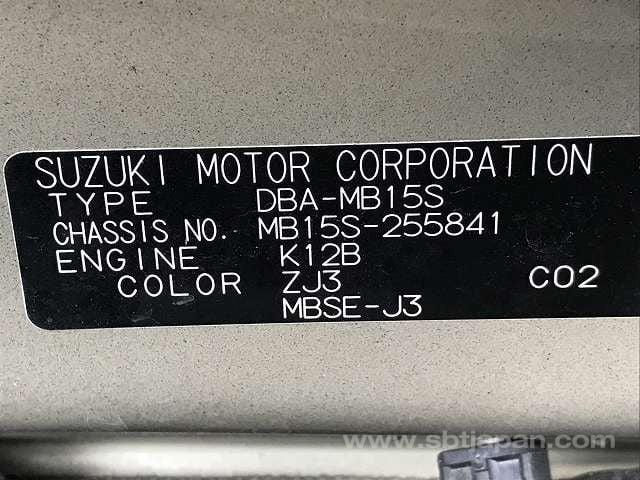 SUZUKI MOTOR CORPORATION
TYPE DBA-MB15S
CHASSIS NO. MB15S-255841
ENGINE K12B
COLOR ZJ3 C02
MBSE-J3
www.sbtjapan.com